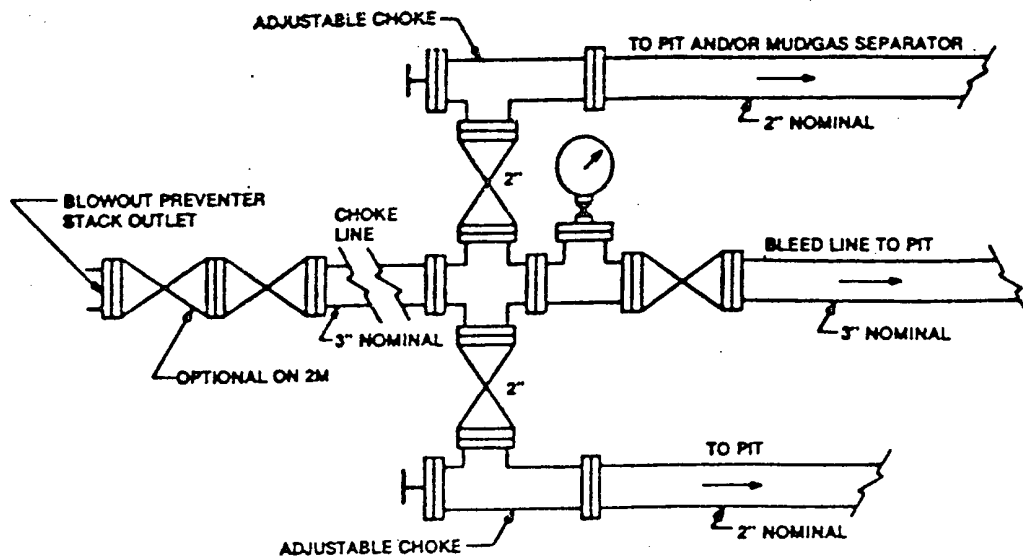 ADJUSTABLE CHOKE
TO PIT AND/OR MUD/GAS SEPARATOR
2" NOMINAL
2"
BLOWOUT PREVENTER
STACK OUTLET
CHOKE
LINE
BLEED LINE TO PIT
3" NOMINAL
3" NOMINAL
OPTIONAL ON 2M
2"
TO PIT
2" NOMINAL
ADJUSTABLE CHOKE